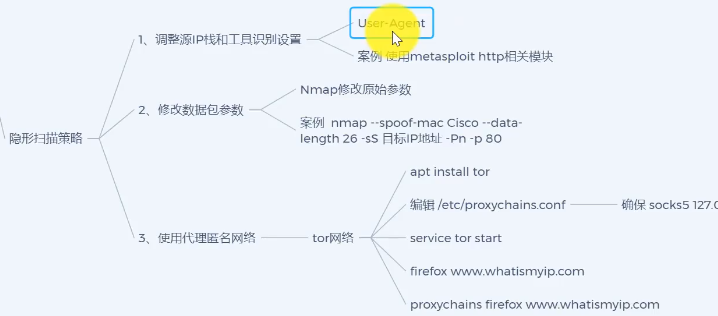 User-Agent
1、调整源IP栈和工具识别设置
案例 使用metasploit http相关模块
Nmap修改原始参数
2、修改数据包参数
案例 nmap --spoof-mac Cisco --data-
length 26 -sS 目标IP地址 -Pn -p 80
隐形扫描策略
apt install tor
编辑 /etc/proxychains.conf
确保 socks5 127.0
3、使用代理匿名网络
tor网络
service tor start
firefox www.whatismyip.com
proxychains firefox www.whatismyip.com